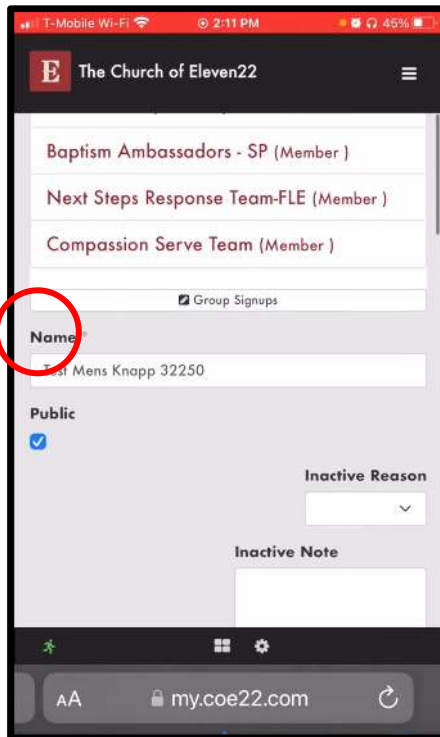 T-Mobile Wi-Fi 2:11 PM 45%
E The Church of Eleven22
Baptism Ambassadors - SP (Member )
Next Steps Response Team-FLE (Member )
Compassion Serve Team (Member )
Group Signups
Name *
Test Mens Knapp 32250
Public
Inactive Reason
Inactive Note
AA my.coe22.com